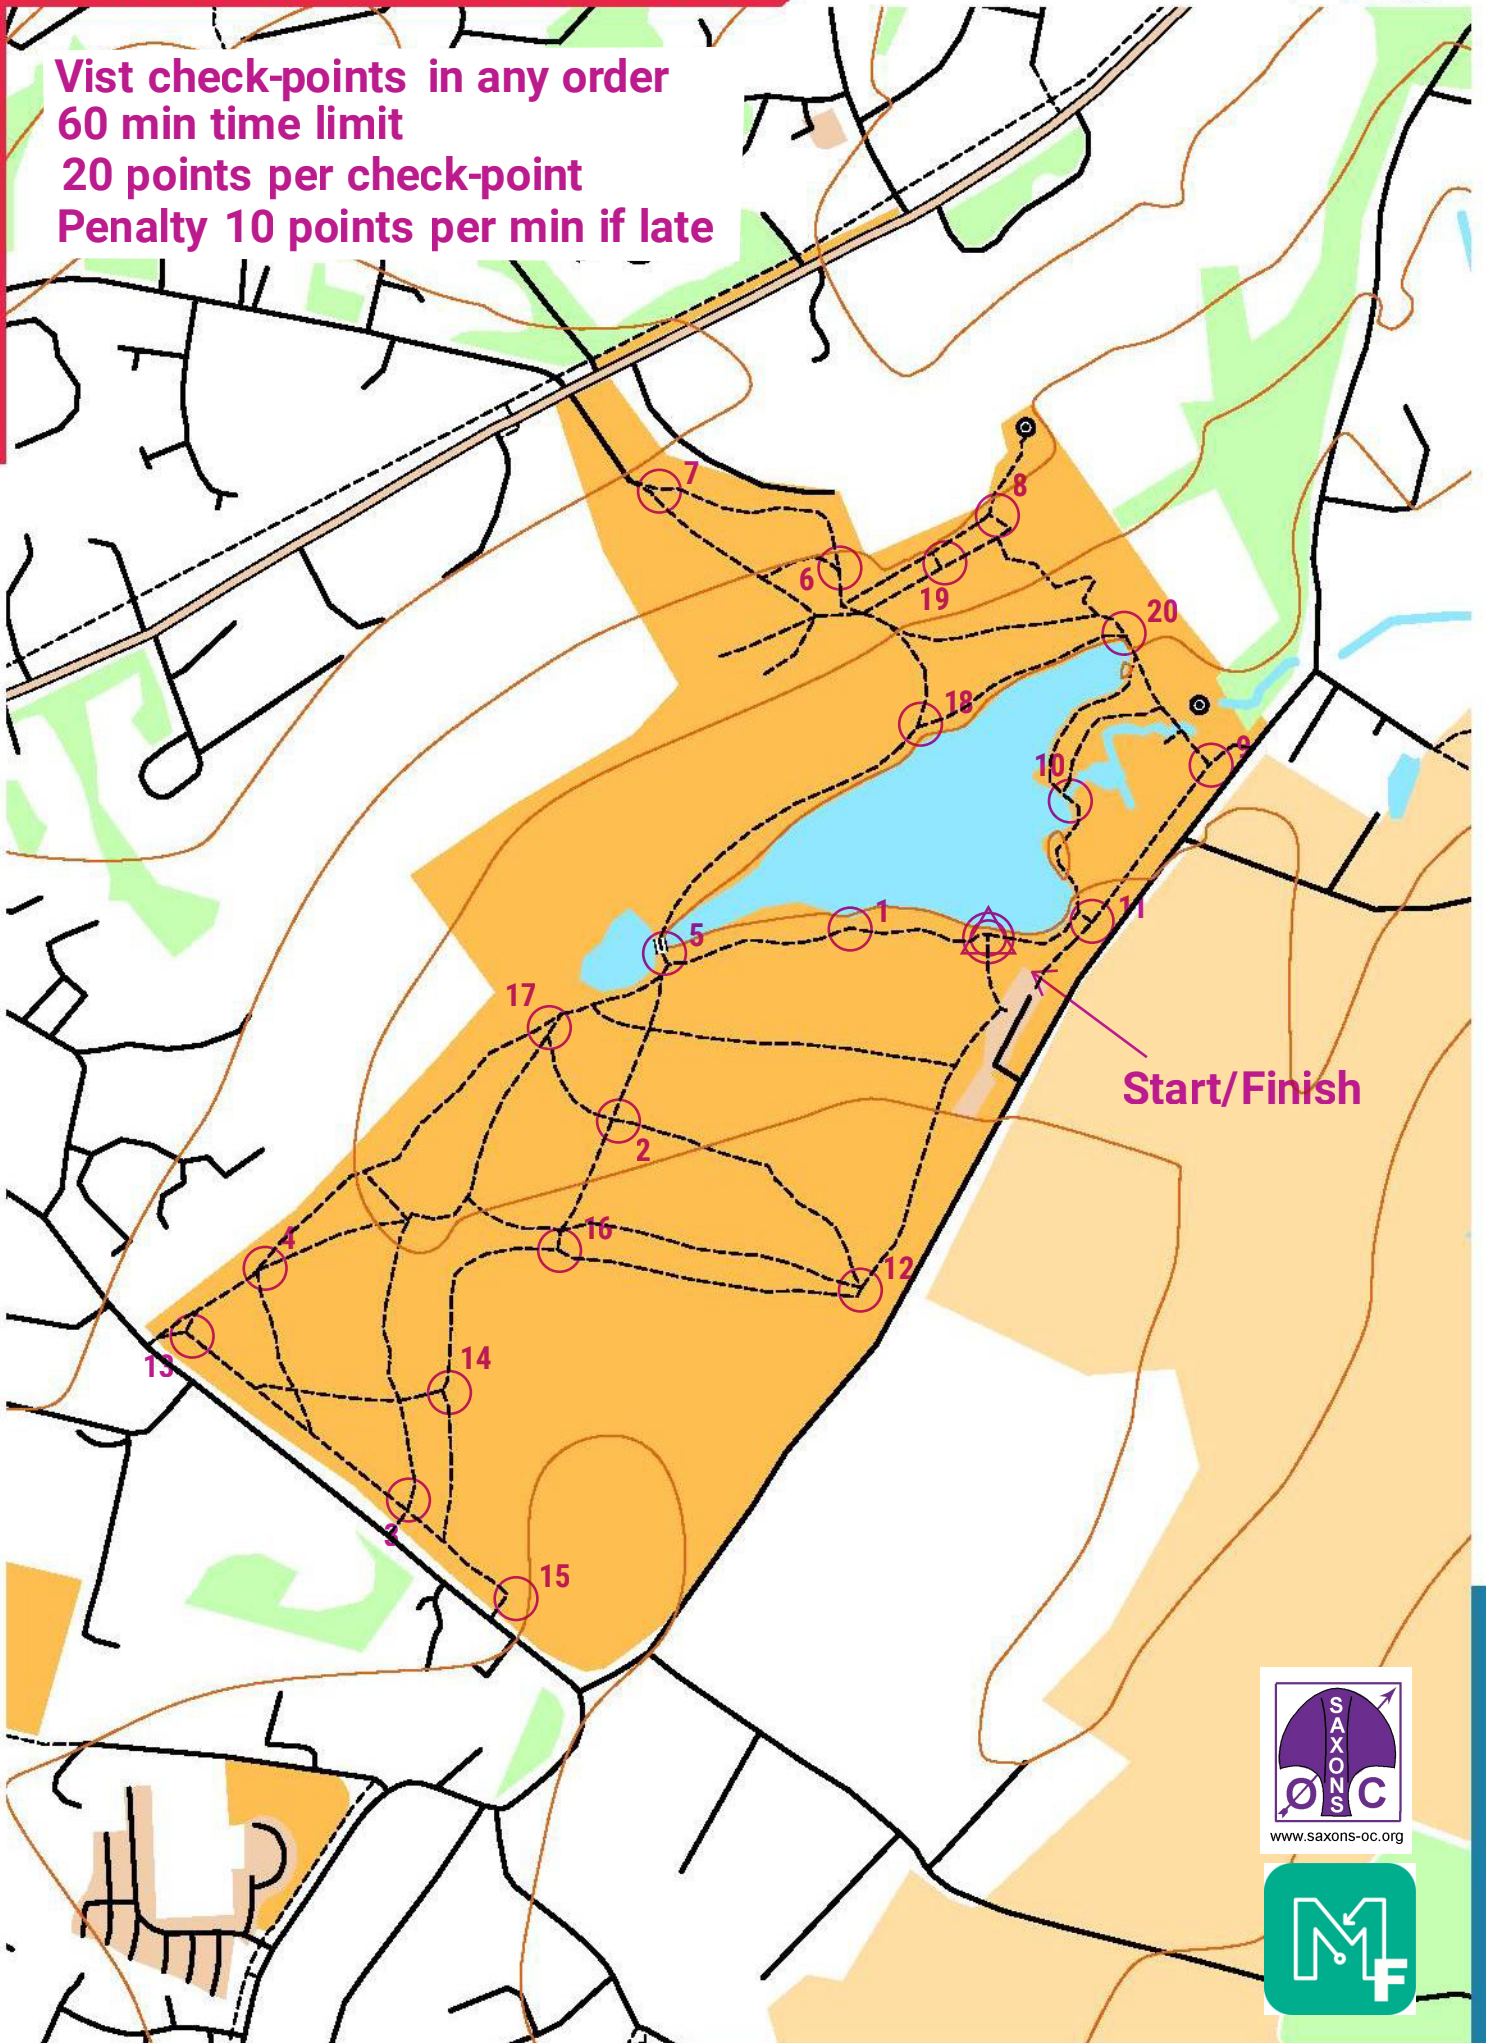 Vist check-points in any order
60 min time limit
20 points per check-point
Penalty 10 points per min if late
7
8
6
19
20
18
9
10
1
11
5
17
Start/Finish
2
16
4
12
13
14
3
15
SAXONS
O C
www.saxons-oc.org
M
F